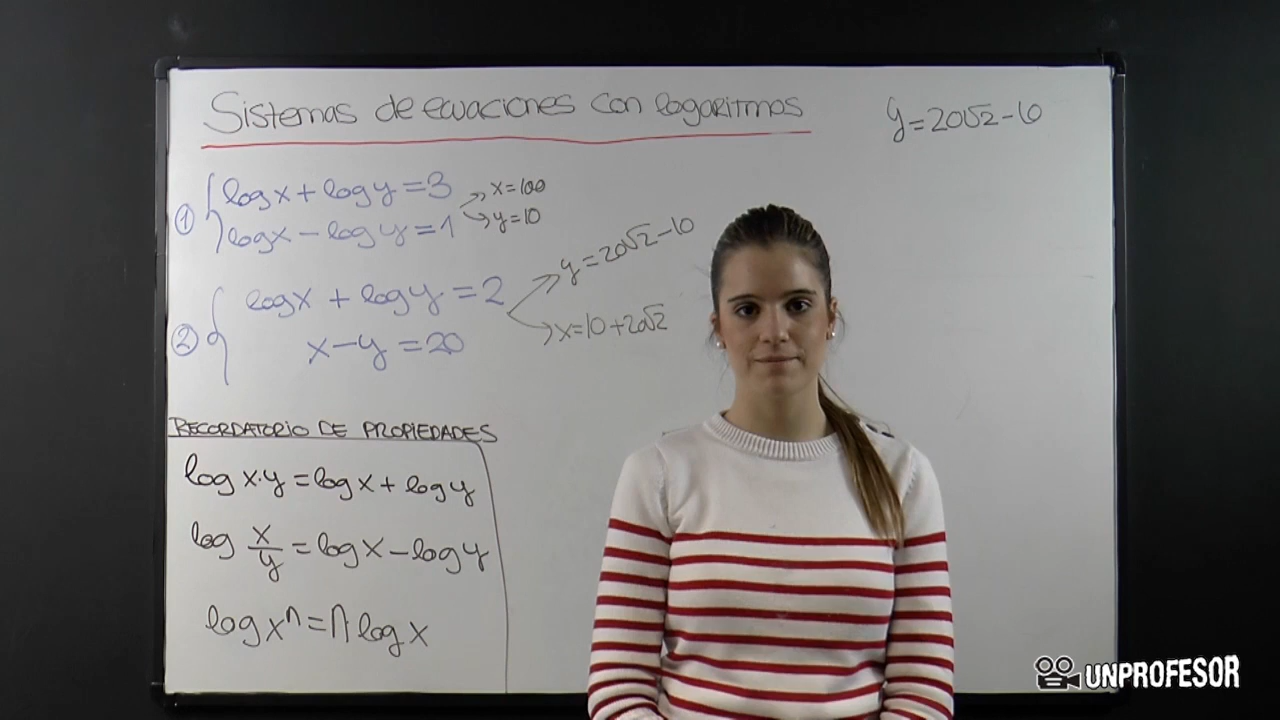 Sistemas de ecuaciones con logaritmos
y = 20√2 - 10
① { log x + log y = 3
log x - log y = 1
x = 100
y = 10
② { log x + log y = 2
x - y = 20
y = 20√2 - 10
x = 10 + 20√2
RECORDATORIO DE PROPIEDADES
log x·y = log x + log y
log x/y = log x - log y
log xⁿ = n log x
UNPROFESOR